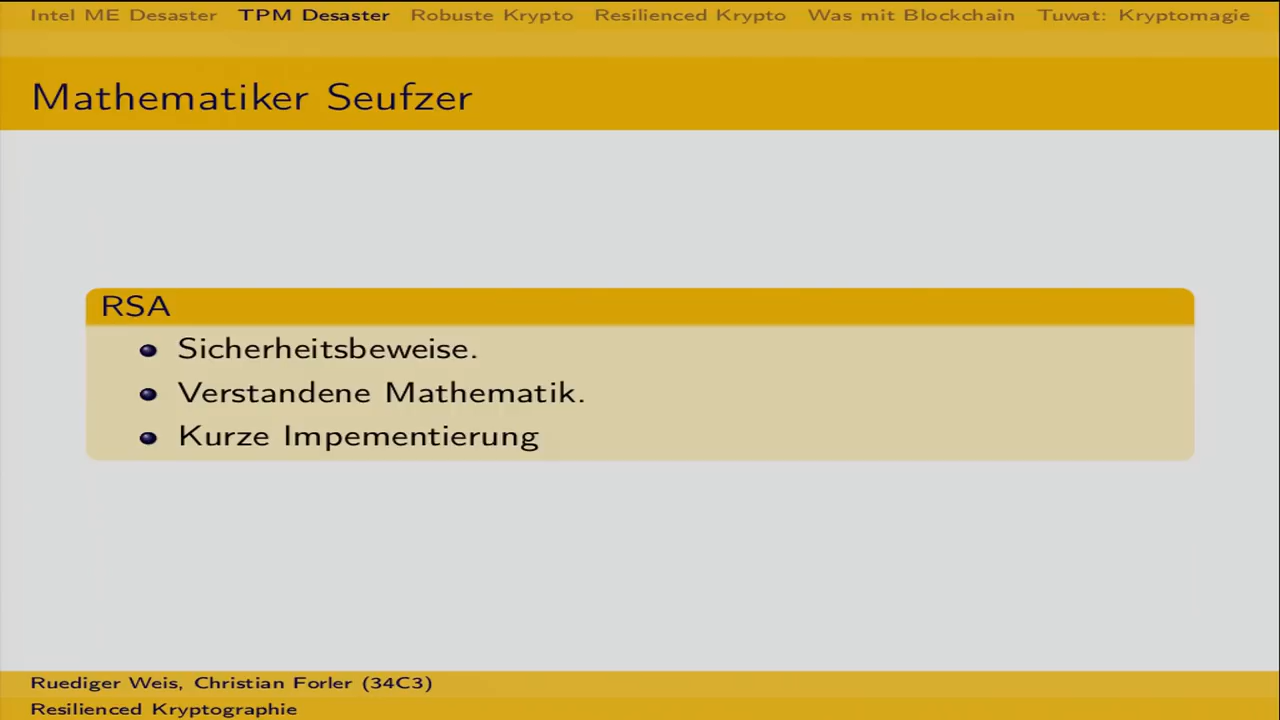 Intel ME Desaster TPM Desaster Robuste Krypto Resilienced Krypto Was mit Blockchain Tuwat: Kryptomagie
Mathematiker Seufzer
RSA
Sicherheitsbeweise.
Verstandene Mathematik.
Kurze Impementierung
Ruediger Weis, Christian Forler (34C3)
Resilienced Kryptographie